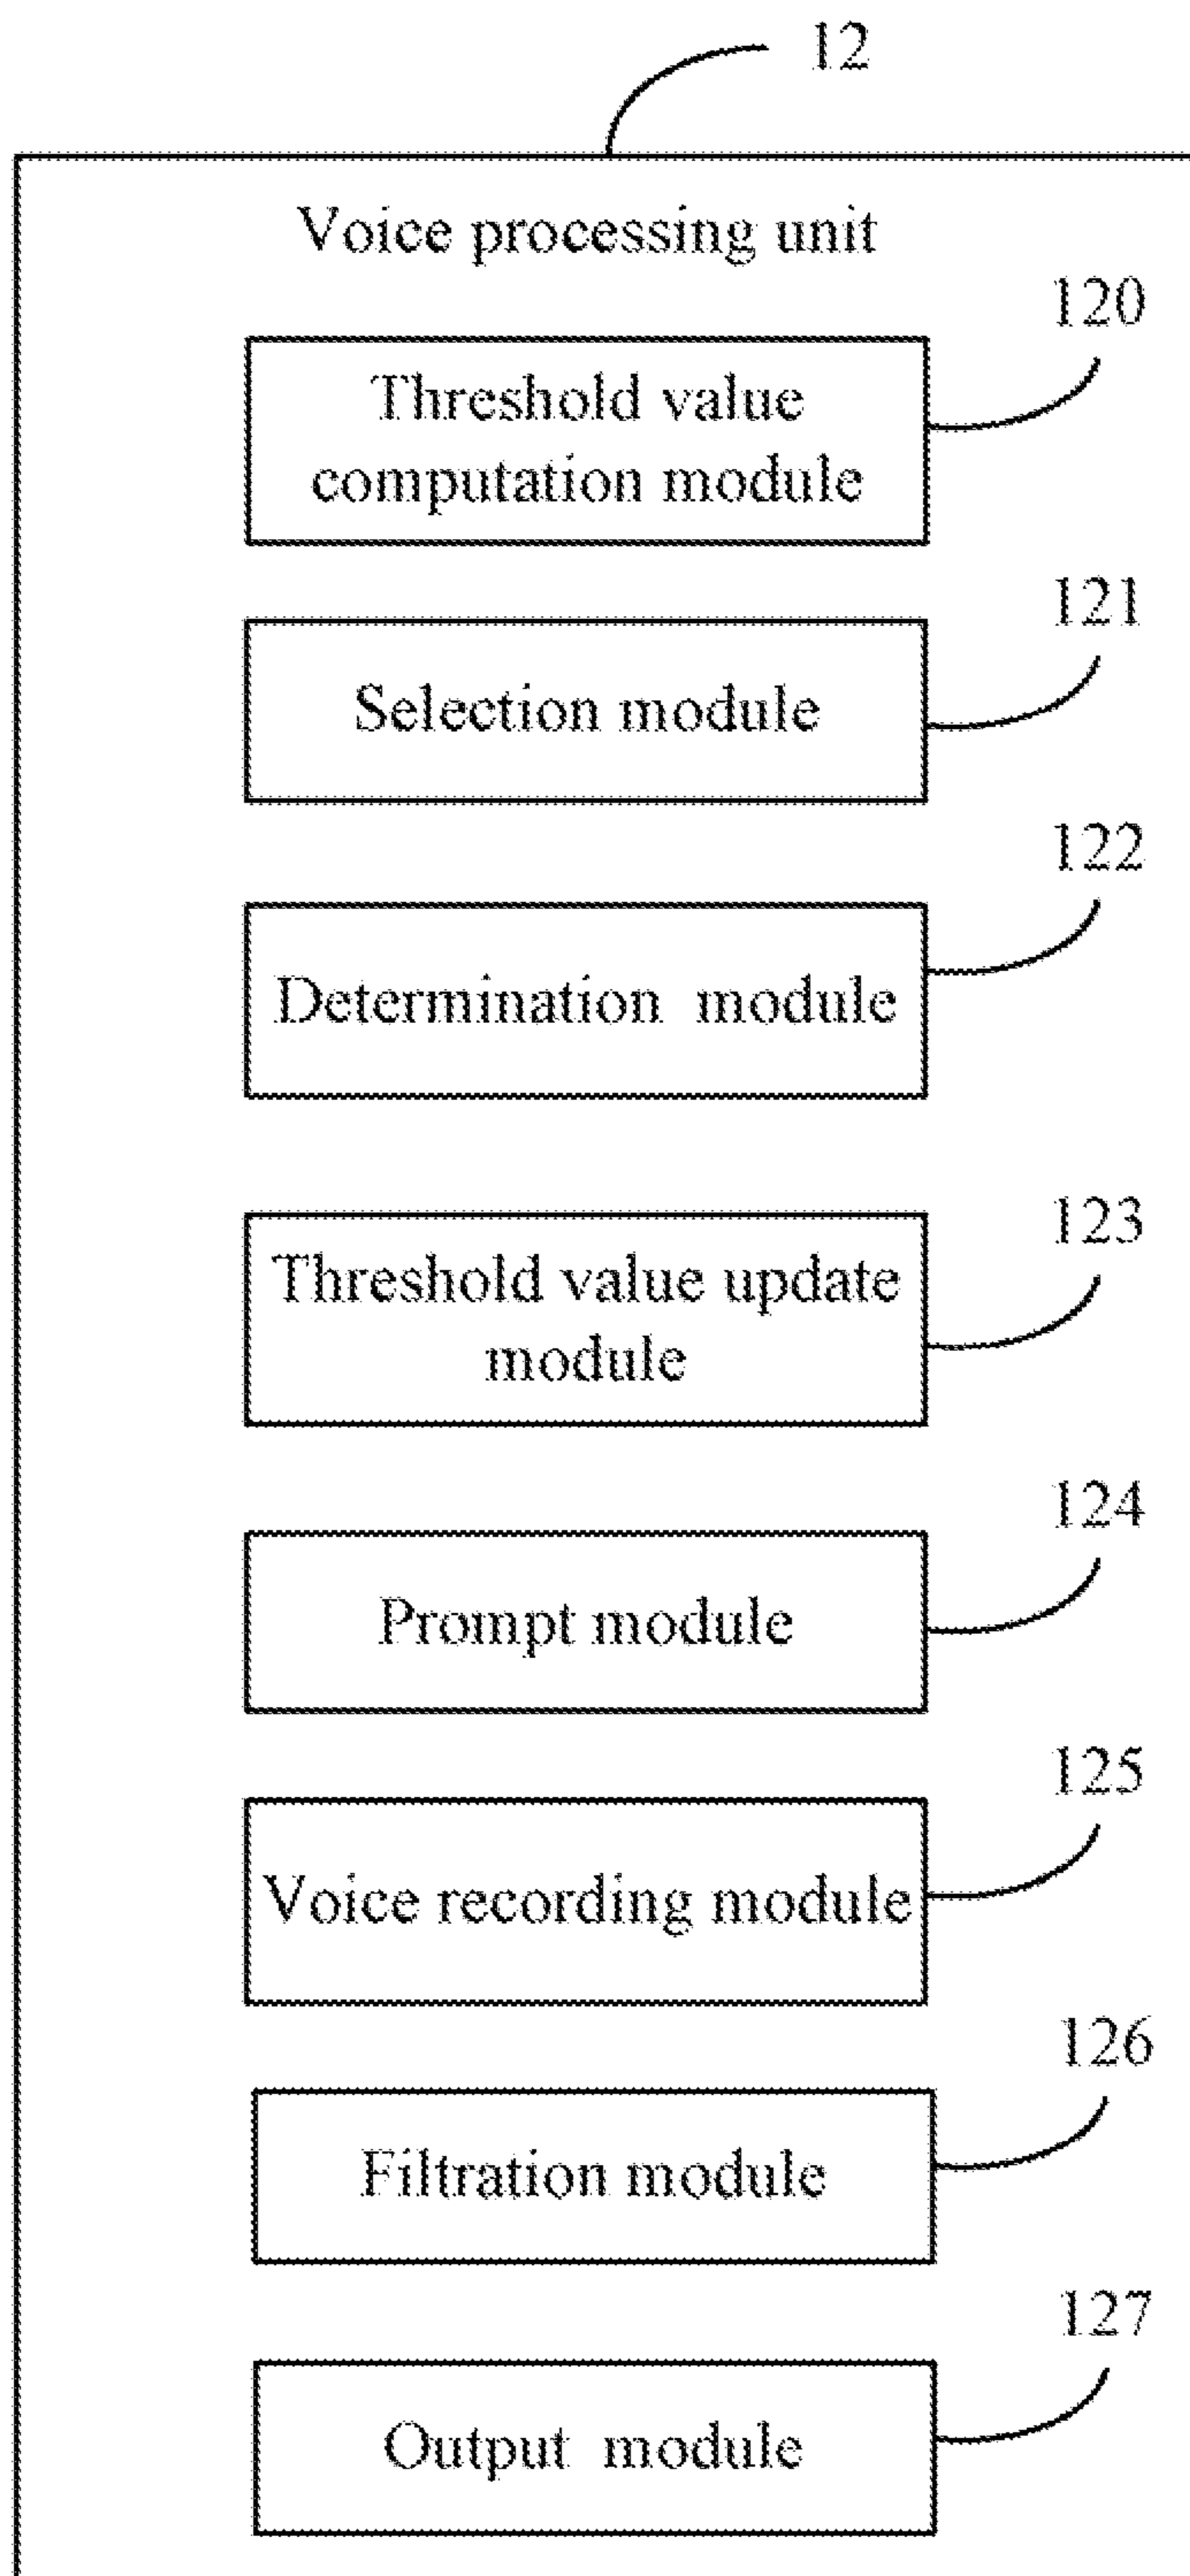 12
Voice processing unit
120
Threshold value
computation module
121
Selection module
122
Determination module
123
Threshold value update
module
124
Prompt module
125
Voice recording module
126
Filtration module
127
Output module